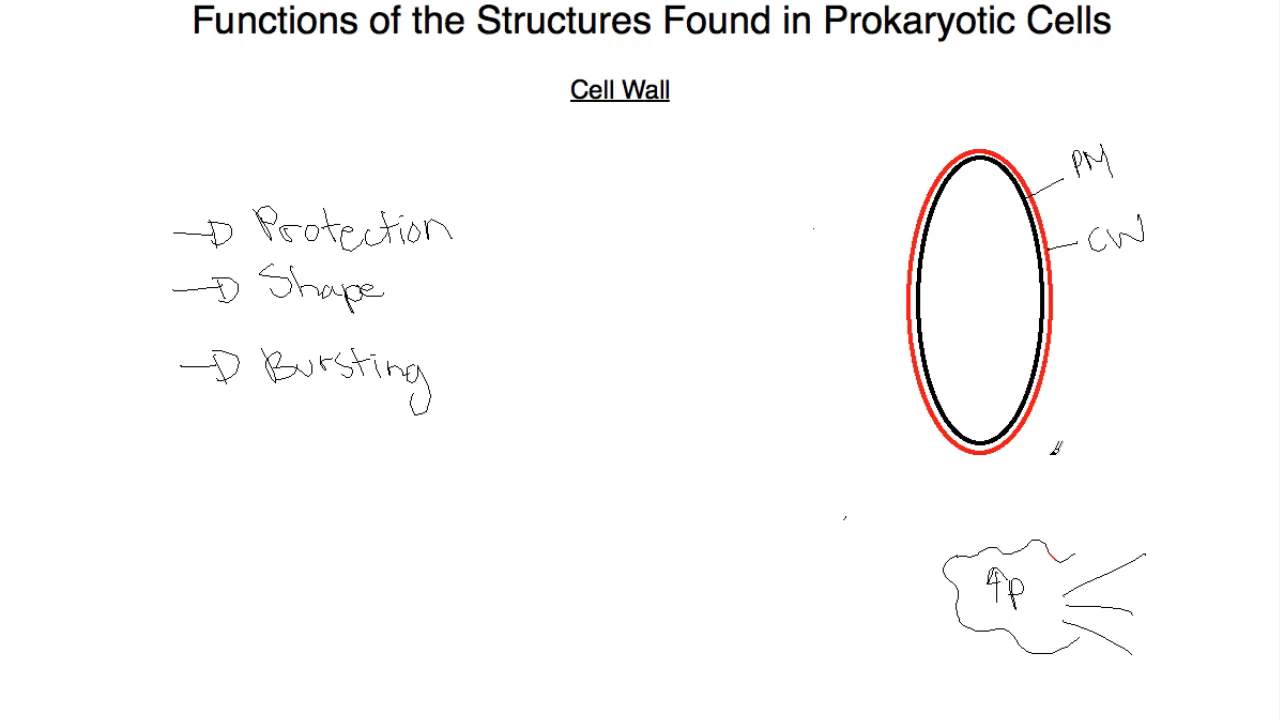 Functions of the Structures Found in Prokaryotic Cells
Cell Wall
PM
CW
Protection
Shape
Bursting
↑P